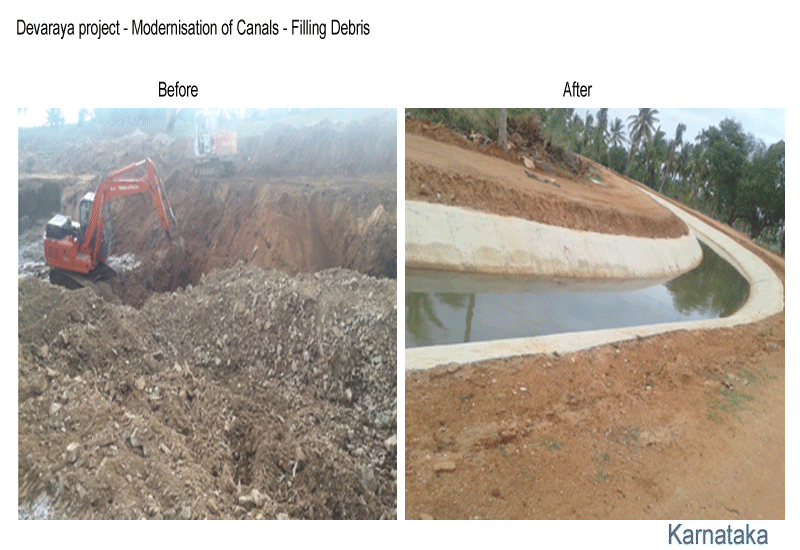 Devaraya project - Modernisation of Canals - Filling Debris
Before
After
Karnataka